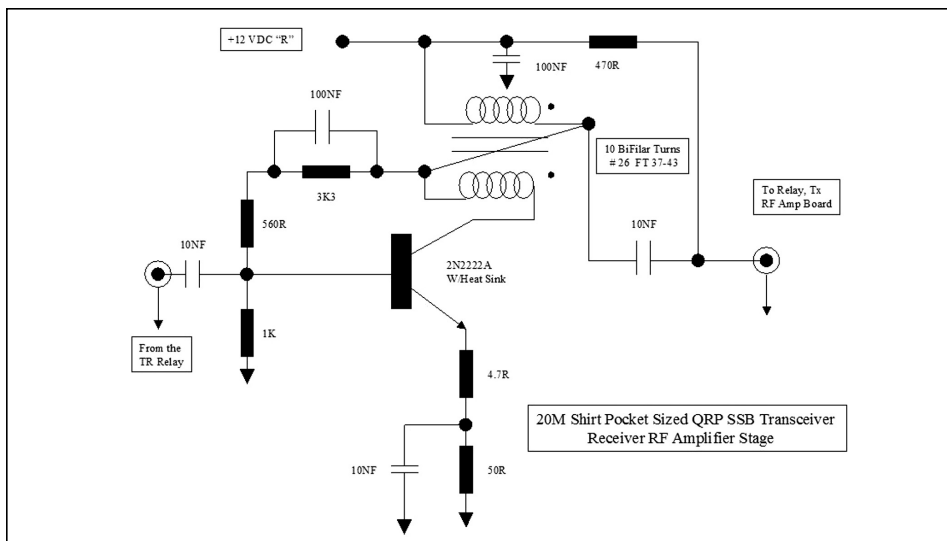 +12 VDC “R”
100NF
470R
100NF
3K3
10 BiFilar Turns
# 26 FT 37-43
To Relay, Tx
RF Amp Board
560R
10NF
10NF
2N2222A
W/Heat Sink
1K
From the
TR Relay
4.7R
20M Shirt Pocket Sized QRP SSB Transceiver
Receiver RF Amplifier Stage
10NF
50R